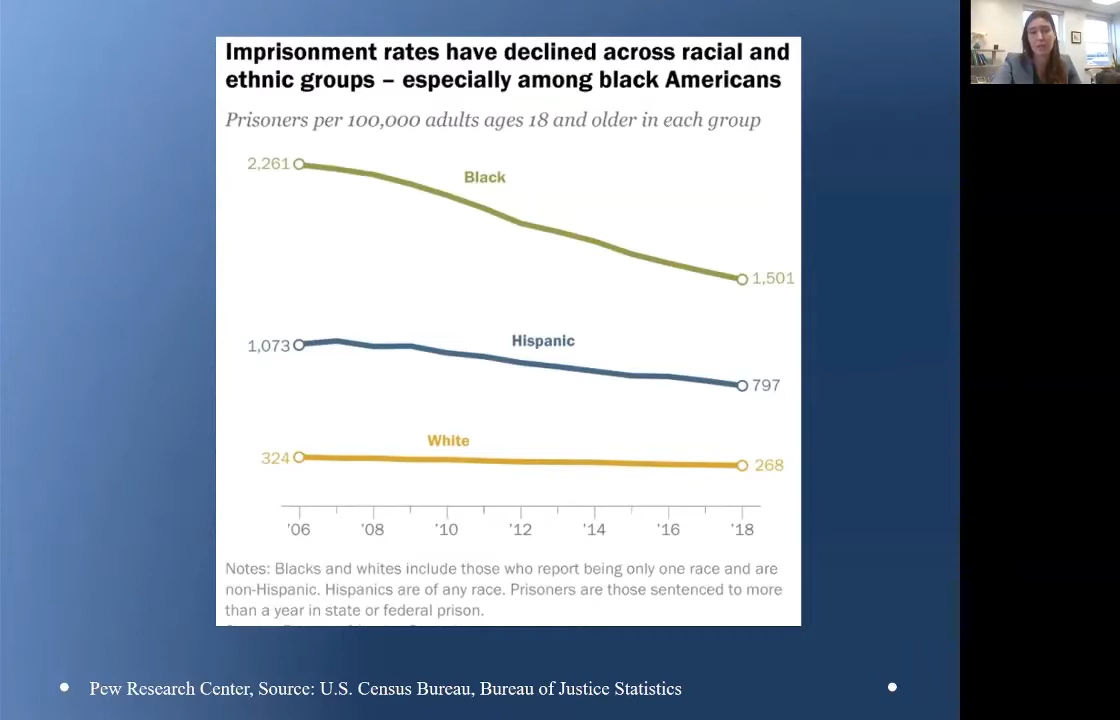 Imprisonment rates have declined across racial and
ethnic groups – especially among black Americans
Prisoners per 100,000 adults ages 18 and older in each group
2,261
Black
1,501
1,073
Hispanic
797
324
White
268
'06 '08 '10 '12 '14 '16 '18
Notes: Blacks and whites include those who report being only one race and are
non-Hispanic. Hispanics are of any race. Prisoners are those sentenced to more
than a year in state or federal prison.
• Pew Research Center, Source: U.S. Census Bureau, Bureau of Justice Statistics •